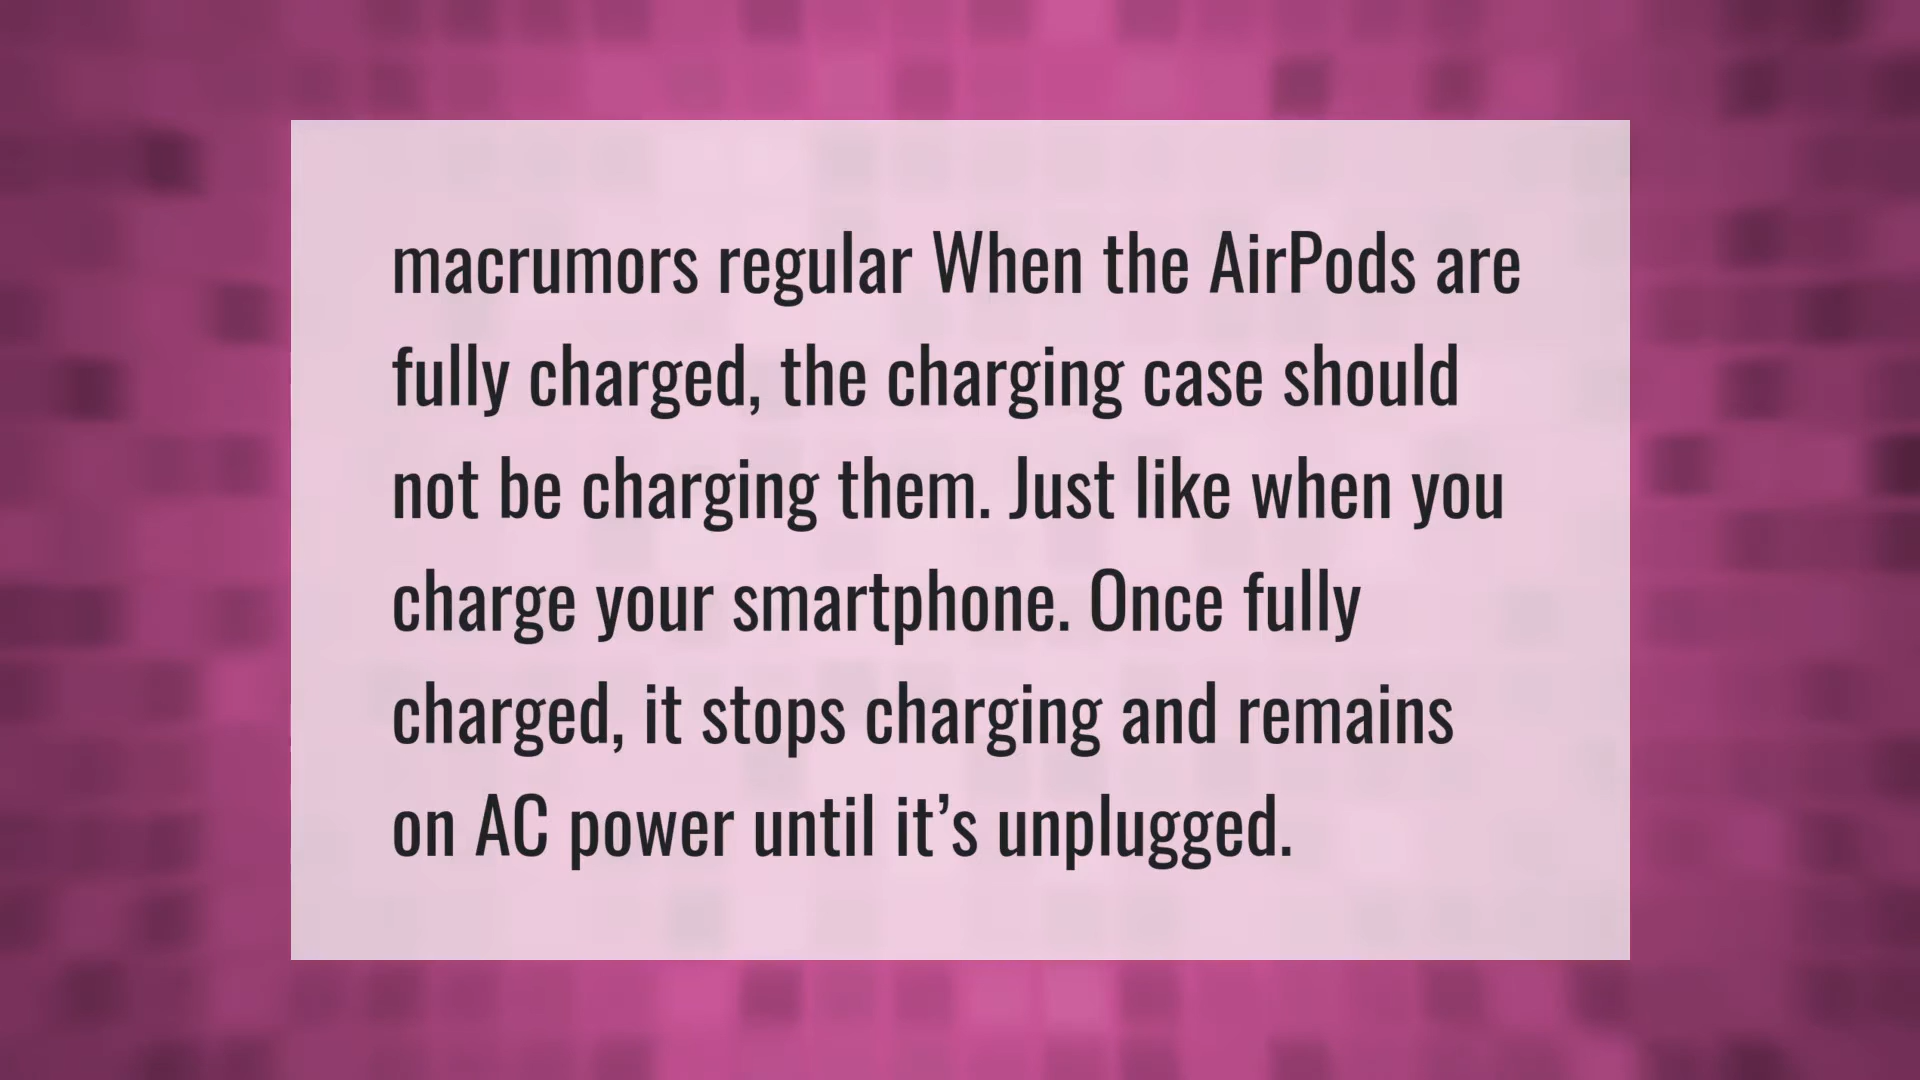 macrumors regular When the AirPods are
fully charged, the charging case should
not be charging them. Just like when you
charge your smartphone. Once fully
charged, it stops charging and remains
on AC power until it’s unplugged.